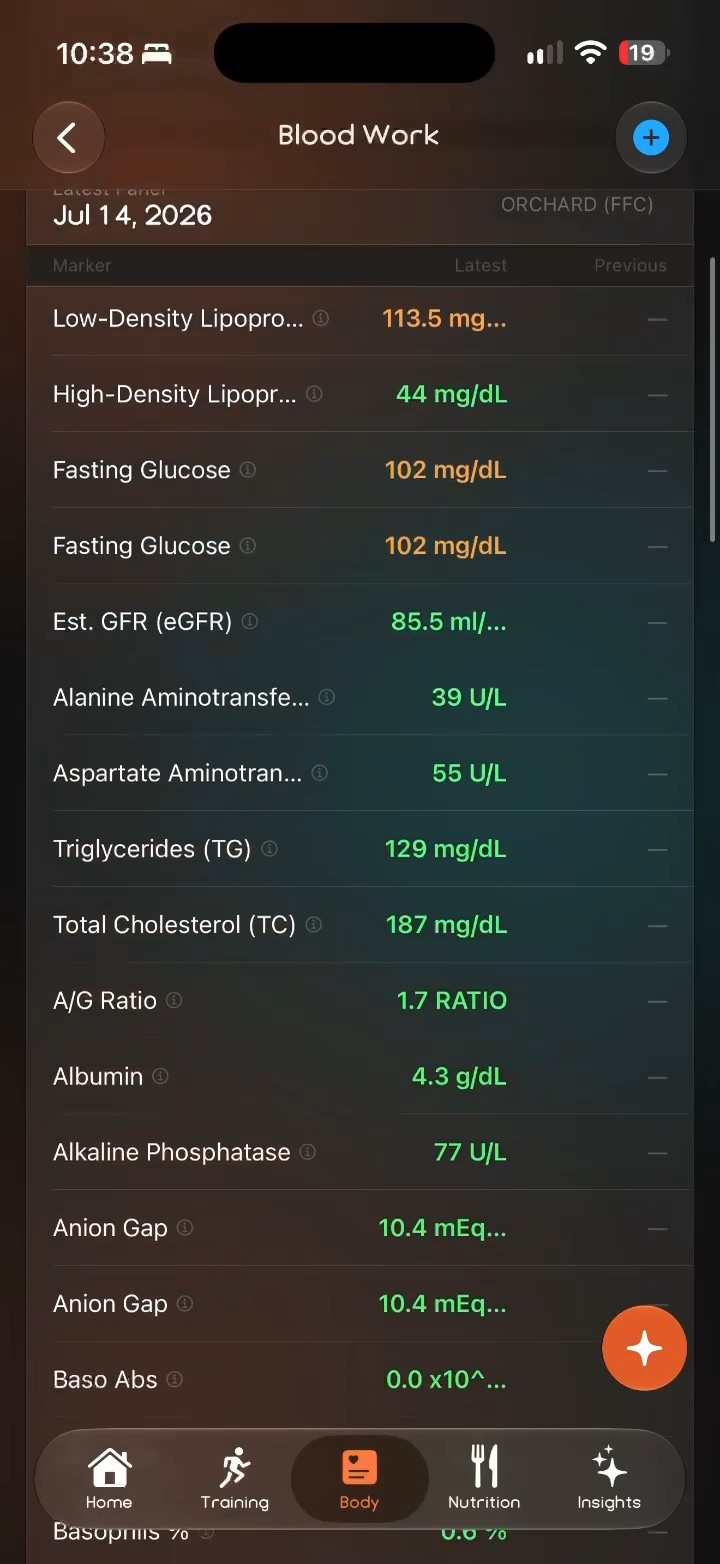 10:38
19
Blood Work
Latest Panel
Jul 14, 2026
ORCHARD (FFC)
Marker Latest Previous
Low-Density Lipopro... 113.5 mg... —
High-Density Lipopr... 44 mg/dL —
Fasting Glucose 102 mg/dL —
Fasting Glucose 102 mg/dL —
Est. GFR (eGFR) 85.5 ml/... —
Alanine Aminotransfe... 39 U/L —
Aspartate Aminotran... 55 U/L —
Triglycerides (TG) 129 mg/dL —
Total Cholesterol (TC) 187 mg/dL —
A/G Ratio 1.7 RATIO —
Albumin 4.3 g/dL —
Alkaline Phosphatase 77 U/L —
Anion Gap 10.4 mEq... —
Anion Gap 10.4 mEq... —
Baso Abs 0.0 x10^...
Home Training Body Nutrition Insights
Basophils % 0.6 % —